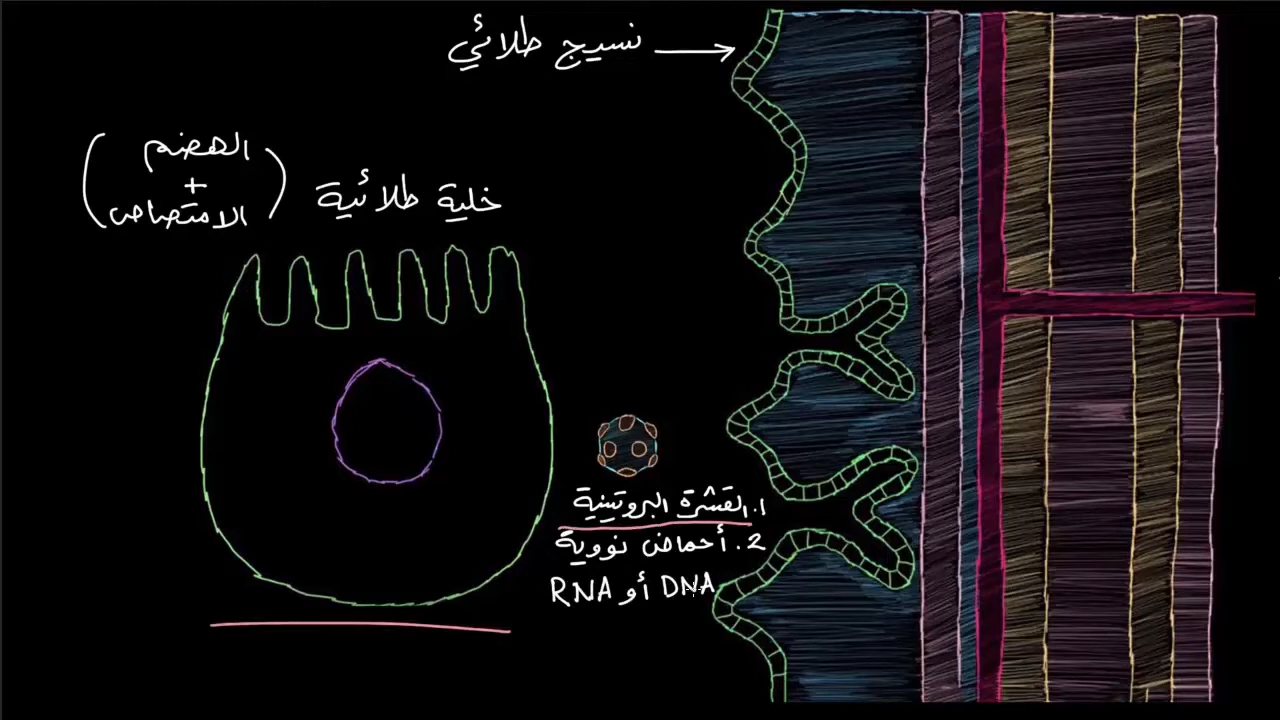 نسيج طلائي
خلية طلائية
(الهضم
+
الامتصاص)
1. القشرة البروتينية
2. أحماض نووية
DNA أو RNA